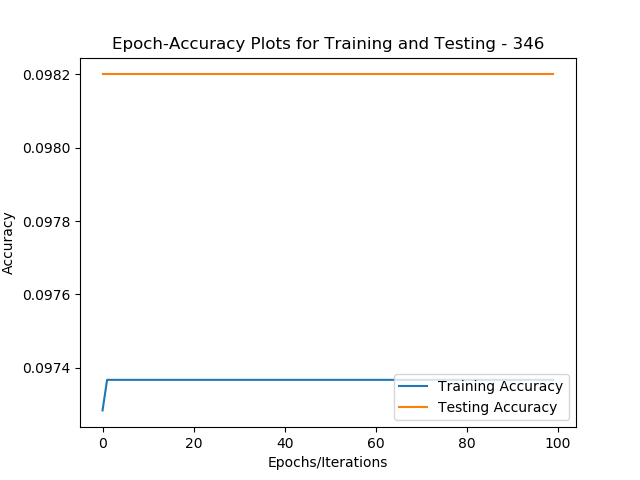 Epoch-Accuracy Plots for Training and Testing - 346
0.0982
0.0980
0.0978
0.0976
0.0974
Accuracy
Training Accuracy
Testing Accuracy
0 20 40 60 80 100
Epochs/Iterations